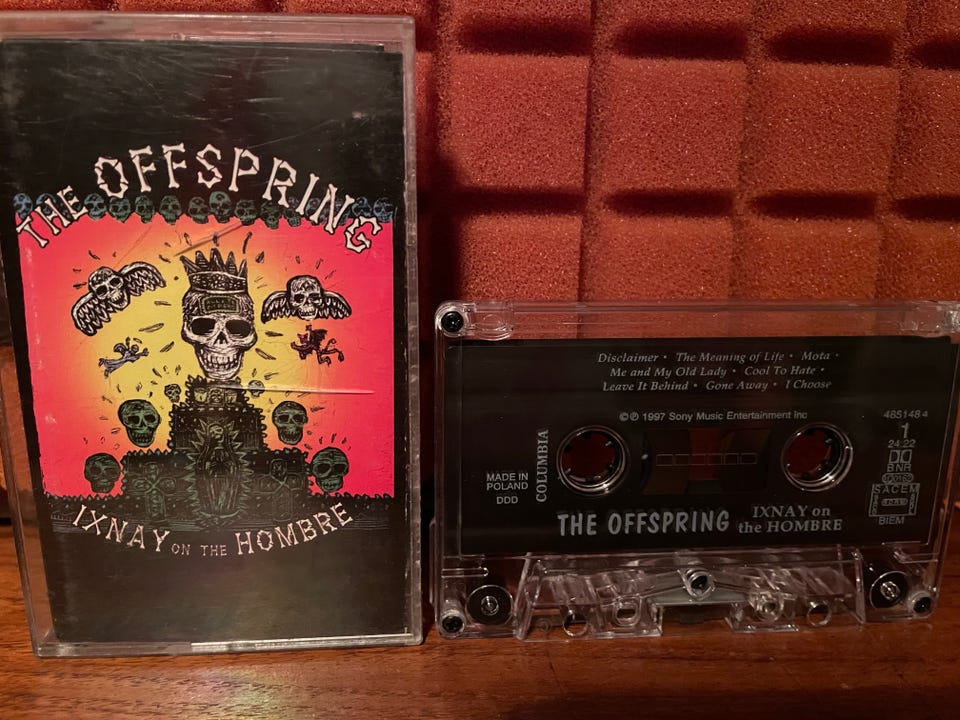 THE OFFSPRING
IXNAY ON THE HOMBRE
Disclaimer • The Meaning of Life • Mota •
Me and My Old Lady • Cool To Hate •
Leave It Behind • Gone Away • I Choose
©℗ 1997 Sony Music Entertainment Inc
485148 4
1
24:22
BNR
SACEM
BIEM
MADE IN
POLAND
DDD
COLUMBIA
THE OFFSPRING
IXNAY on
the HOMBRE